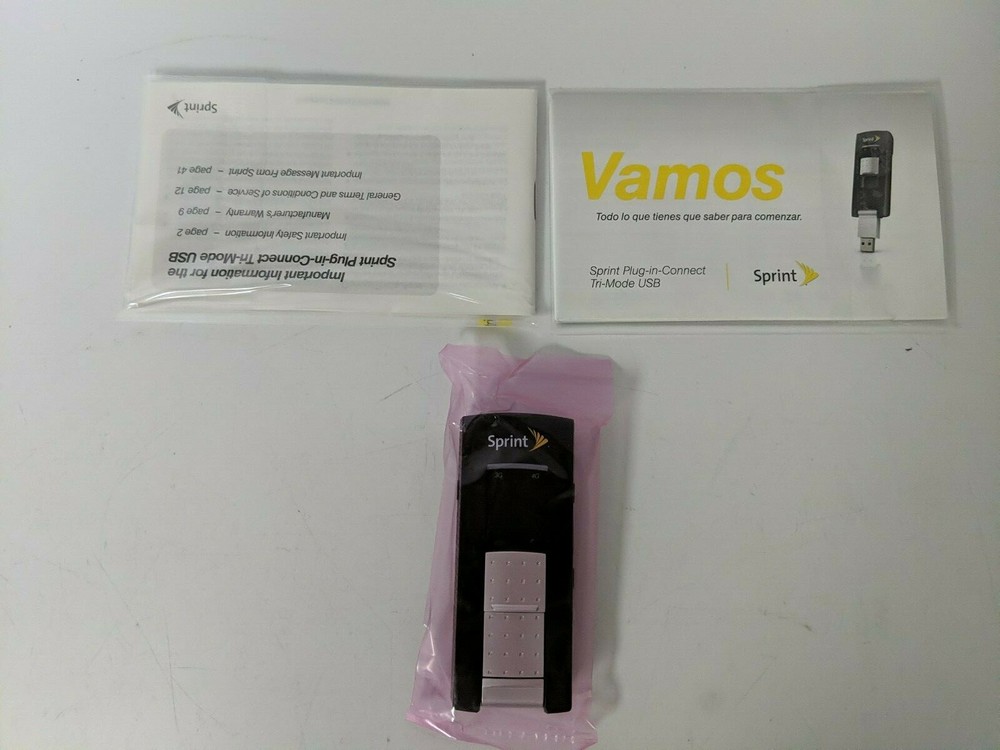 Important Information for the
Sprint Plug-in-Connect Tri-Mode USB
Important Safety Information – page 2
Manufacturer's Warranty – page 9
General Terms and Conditions of Service – page 12
Important Message From Sprint – page 41
Sprint
Vamos
Todo lo que tienes que saber para comenzar.
Sprint Plug-in-Connect
Tri-Mode USB
Sprint
Sprint
Sprint